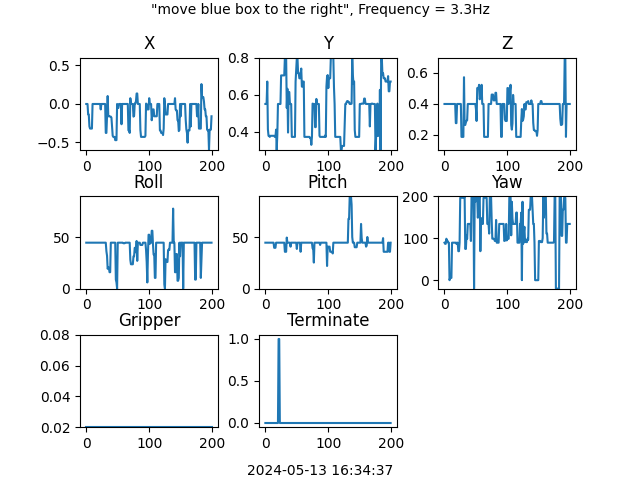 "move blue box to the right", Frequency = 3.3Hz
X Y Z
0.5 0.0 −0.5 0 100 200
0.8 0.6 0.4 0 100 200
0.6 0.4 0.2 0 100 200
Roll Pitch Yaw
50 0 0 100 200
50 0 0 100 200
200 100 0 0 100 200
Gripper Terminate
0.08 0.06 0.04 0.02 0 100 200
1.0 0.5 0.0 0 100 200
2024-05-13 16:34:37